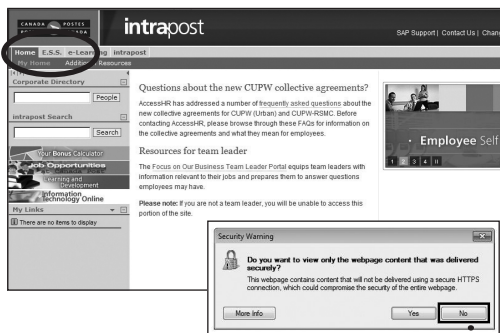 CANADA POSTES
intrapost
SAP Support | Contact Us | Chan
Home E.S.S. e-Learning intrapost
My Home Additional Resources
Corporate Directory
People
intrapost Search
Search
Your Bonus Calculator
Job Opportunities
Learning and
Development
Information
Technology Online
My Links
There are no items to display
Questions about the new CUPW collective agreements?
AccessHR has addressed a number of frequently asked questions about the
new collective agreements for CUPW (Urban) and CUPW-RSMC. Before
contacting AccessHR, please browse through these FAQs for information on
the collective agreements and what they mean for employees.
Resources for team leader
The Focus on Our Business Team Leader Portal equips team leaders with
information relevant to their jobs and prepares them to answer questions
employees may have.
Please note: If you are not a team leader, you will be unable to access this
portion of the site.
• Employee Self
1 2 3 4 II
Security Warning
Do you want to view only the webpage content that was delivered
securely?
This webpage contains content that will not be delivered using a secure HTTPS
connection, which could compromise the security of the entire webpage.
More Info Yes No